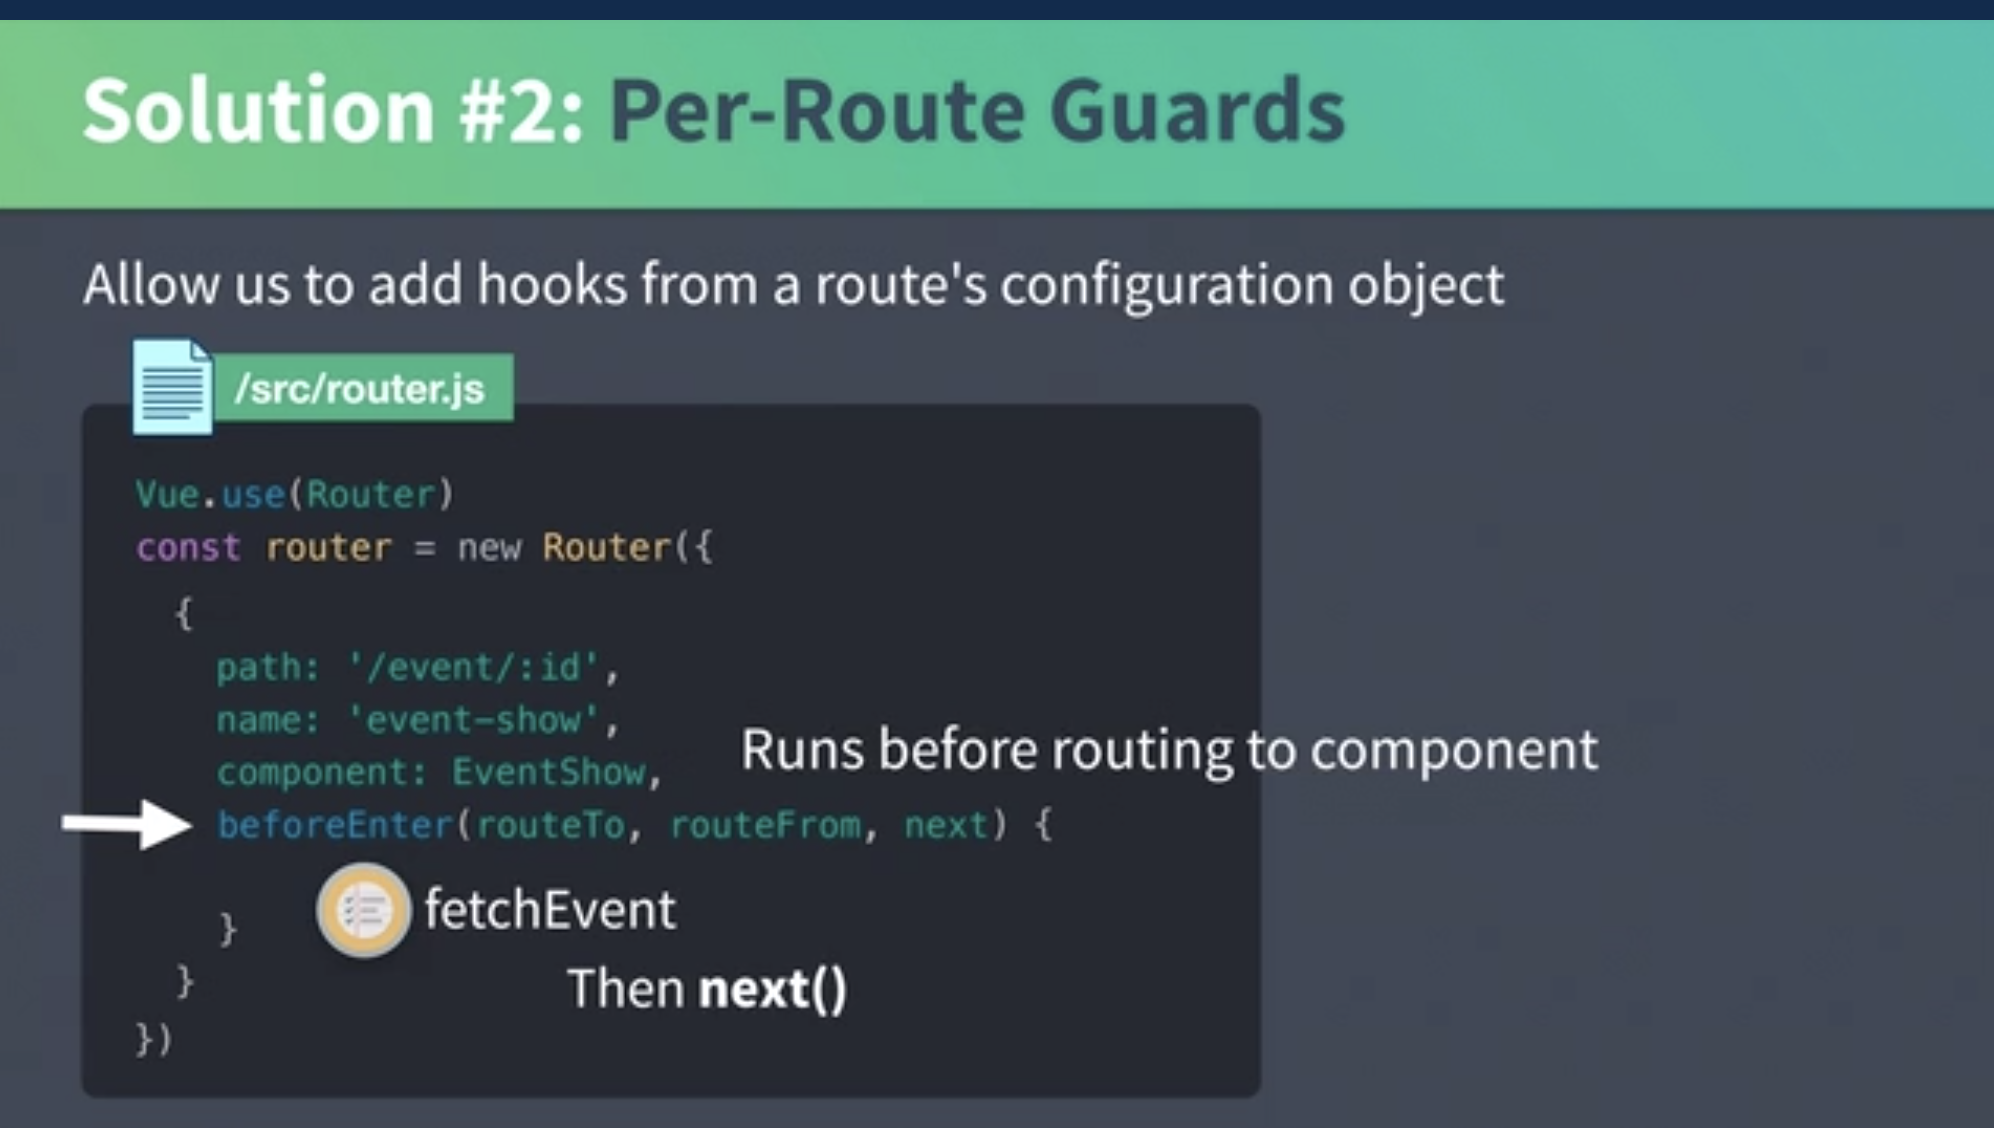 Solution #2: Per-Route Guards
Allow us to add hooks from a route's configuration object
/src/router.js
Vue.use(Router)
const router = new Router({
{
path: '/event/:id',
name: 'event-show',
component: EventShow,
Runs before routing to component
beforeEnter(routeTo, routeFrom, next) {
fetchEvent
}
Then next()
}
})